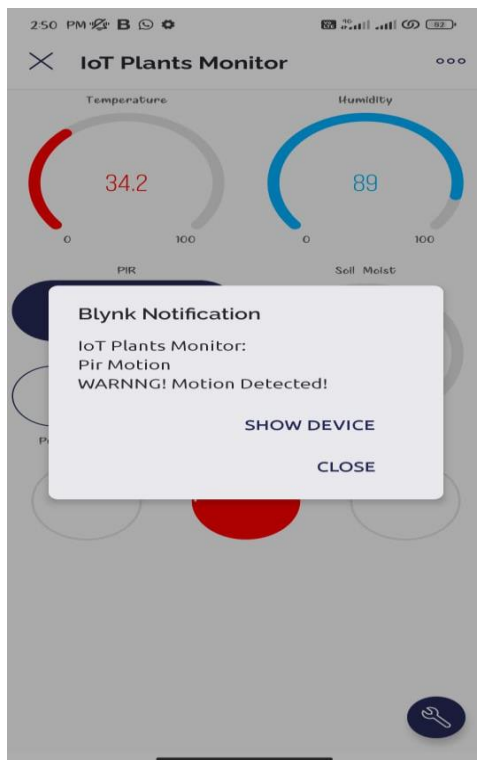 2:50 PM B 92
IoT Plants Monitor
Temperature Humidity
34.2 89
0 100 0 100
PIR Soil Moist
Blynk Notification
IoT Plants Monitor:
Pir Motion
WARNNG! Motion Detected!
SHOW DEVICE
CLOSE